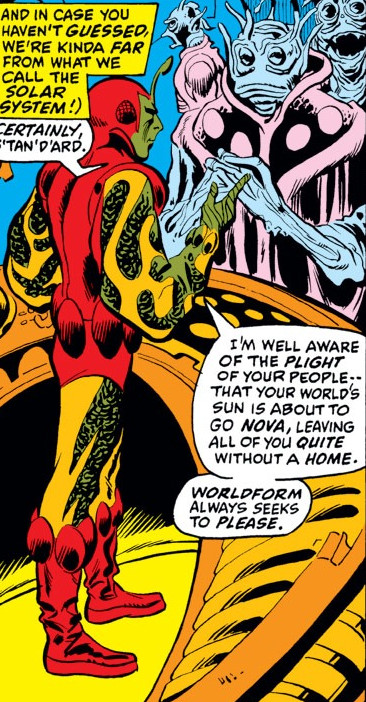 AND IN CASE YOU
HAVEN'T GUESSED,
WE'RE KINDA FAR
FROM WHAT WE
CALL THE
SOLAR
SYSTEM!)
CERTAINLY,
S'TAN'D'ARD.
I'M WELL AWARE
OF THE PLIGHT
OF YOUR PEOPLE--
THAT YOUR WORLD'S
SUN IS ABOUT TO
GO NOVA, LEAVING
ALL OF YOU QUITE
WITHOUT A HOME.
WORLDFORM
ALWAYS SEEKS
TO PLEASE.